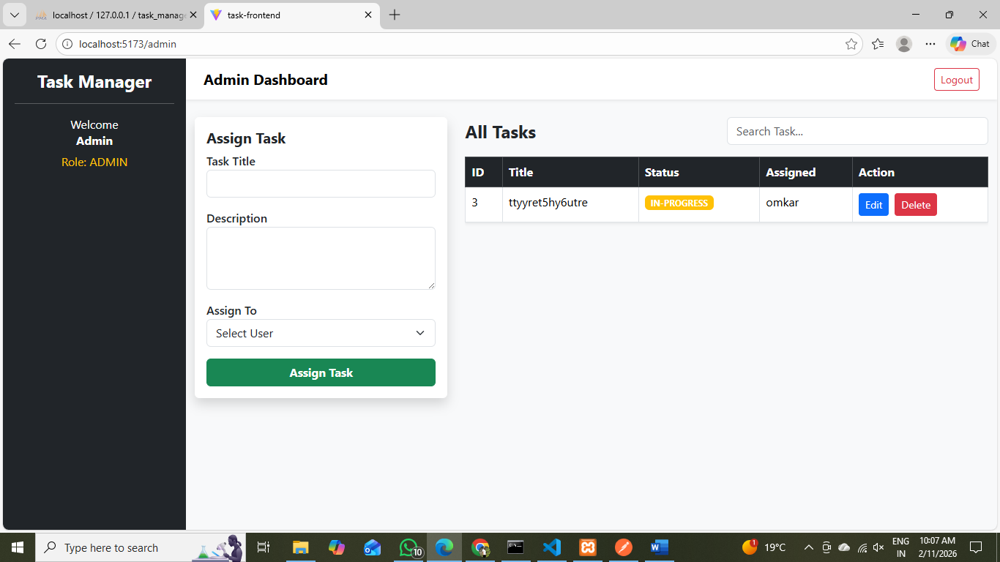 localhost / 127.0.0.1 / task_manag
task-frontend
localhost:5173/admin
Chat
Task Manager
Welcome
Admin
Role: ADMIN
Admin Dashboard
Logout
Assign Task
Task Title
Description
Assign To
Select User
Assign Task
All Tasks
Search Task...
ID Title Status Assigned Action
3 ttyyret5hy6utre IN-PROGRESS omkar Edit Delete
Type here to search
10
1
19°C
ENG
IN
10:07 AM
2/11/2026